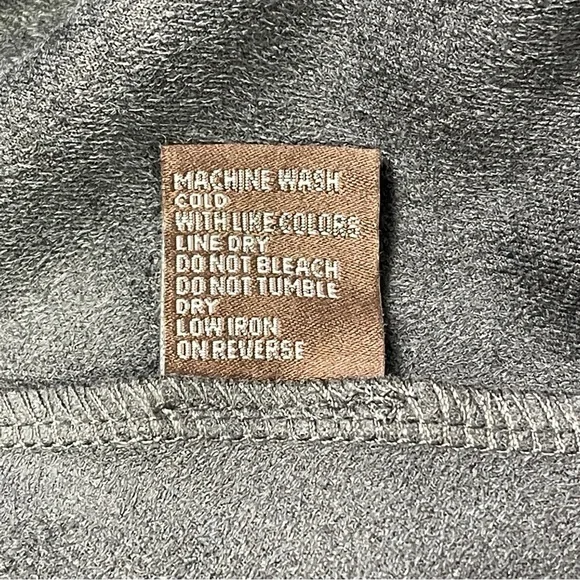 MACHINE WASH
COLD
WITH LIKE COLORS
LINE DRY
DO NOT BLEACH
DO NOT TUMBLE
DRY
LOW IRON
ON REVERSE